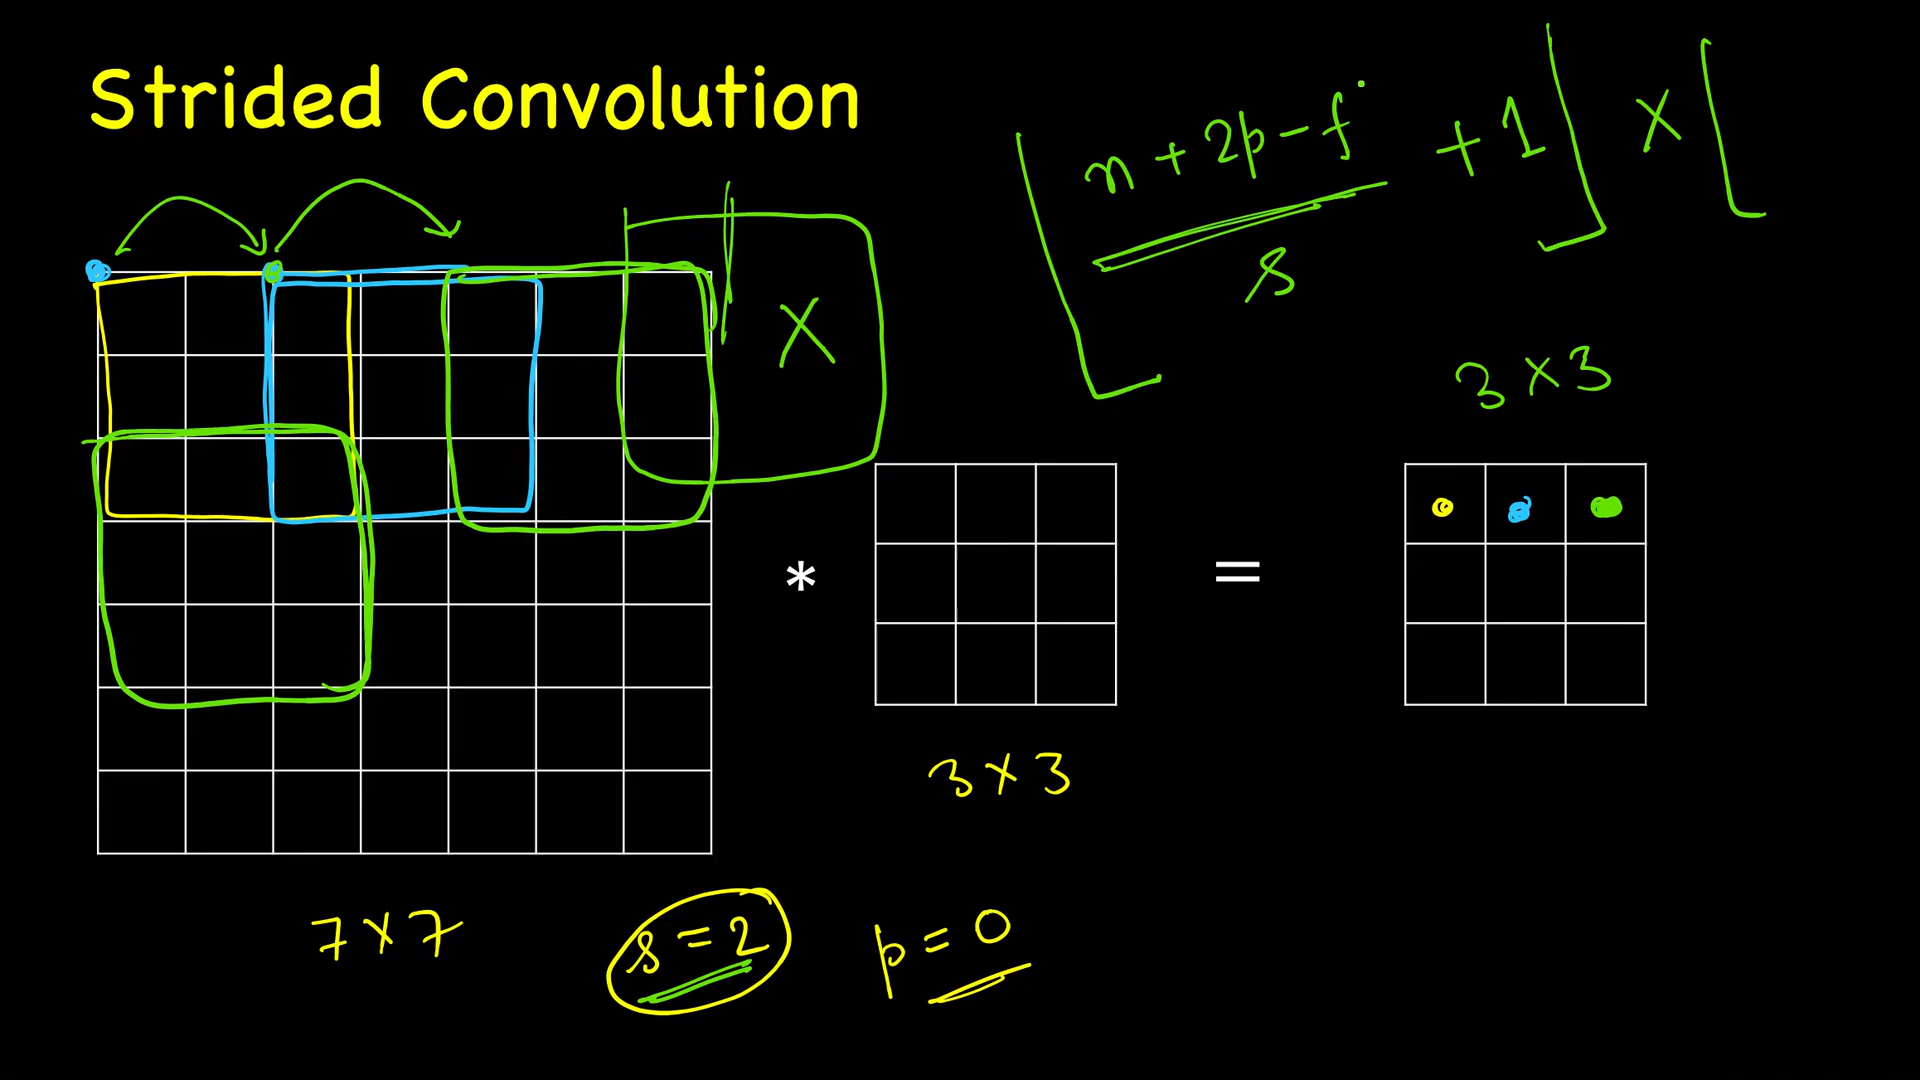 Strided Convolution
⌊ n + 2p - f / s + 1 ⌋ × ⌊
X
3 × 3
* =
3 × 3
7 × 7 s = 2 p = 0